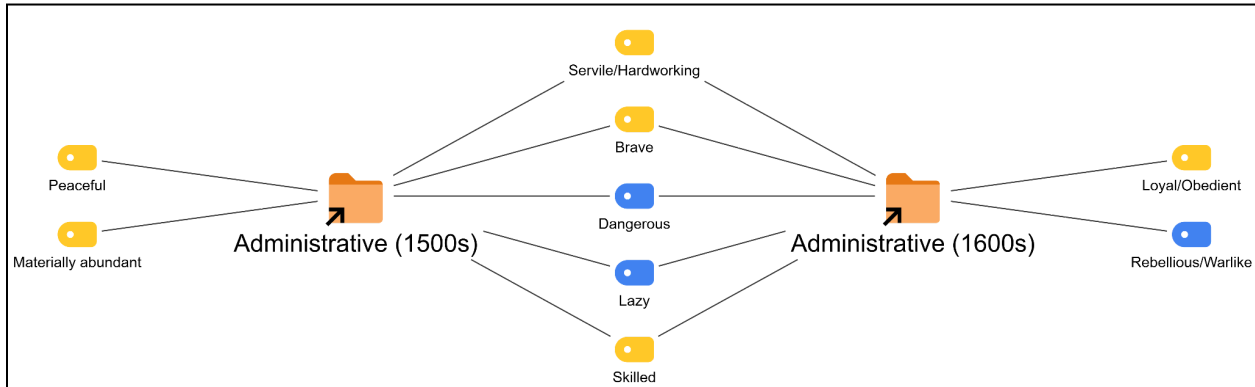 Servile/Hardworking
Brave
Peaceful
Loyal/Obedient
Dangerous
Administrative (1500s)
Administrative (1600s)
Materially abundant
Rebellious/Warlike
Lazy
Skilled